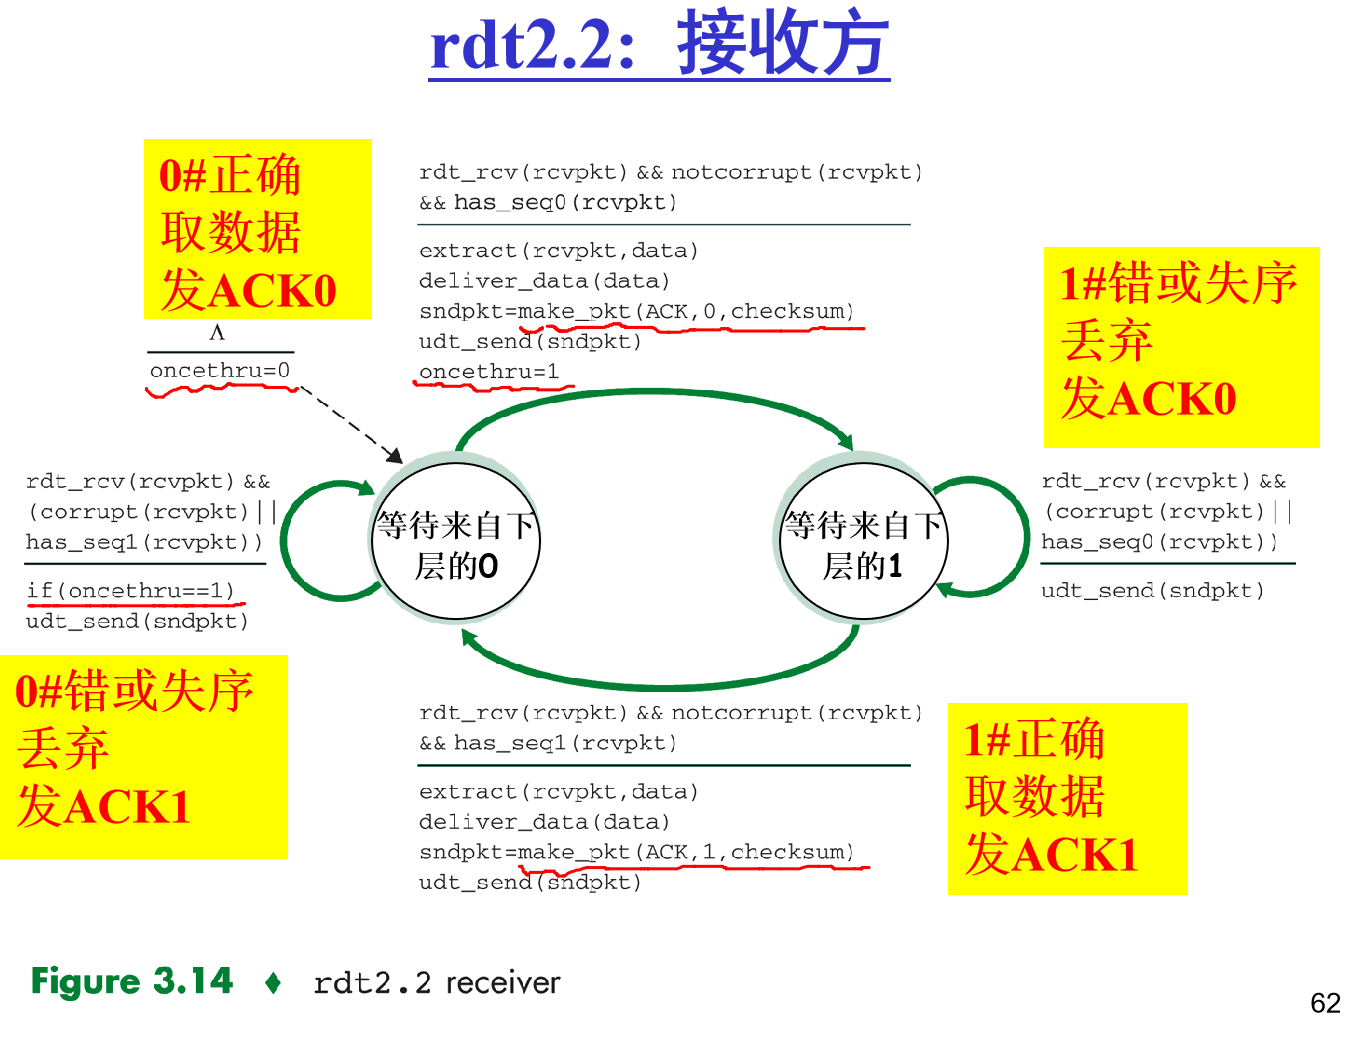 rdt2.2: 接收方
0#正确
取数据
发ACK0
rdt_rcv(rcvpkt) && notcorrupt(rcvpkt)
&& has_seq0(rcvpkt)
extract(rcvpkt,data)
deliver_data(data)
sndpkt=make_pkt(ACK,0,checksum)
udt_send(sndpkt)
oncethru=1
1#错或失序
丢弃
发ACK0
Λ
oncethru=0
rdt_rcv(rcvpkt) &&
(corrupt(rcvpkt)||
has_seq1(rcvpkt))
if(oncethru==1)
udt_send(sndpkt)
等待来自下
层的0
等待来自下
层的1
rdt_rcv(rcvpkt) &&
(corrupt(rcvpkt)||
has_seq0(rcvpkt))
udt_send(sndpkt)
0#错或失序
丢弃
发ACK1
rdt_rcv(rcvpkt) && notcorrupt(rcvpkt)
&& has_seq1(rcvpkt)
extract(rcvpkt,data)
deliver_data(data)
sndpkt=make_pkt(ACK,1,checksum)
udt_send(sndpkt)
1#正确
取数据
发ACK1
Figure 3.14 ♦ rdt2.2 receiver
62